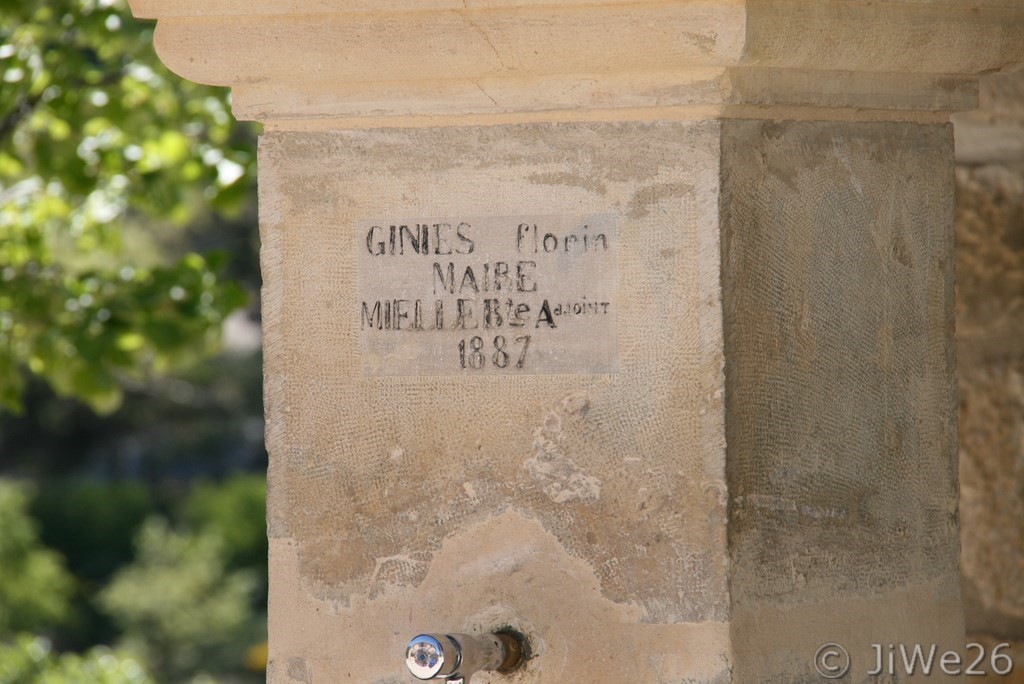 GINIES florin
MAIRE
MIELLE Bte Adjoint
1887
© JiWe26